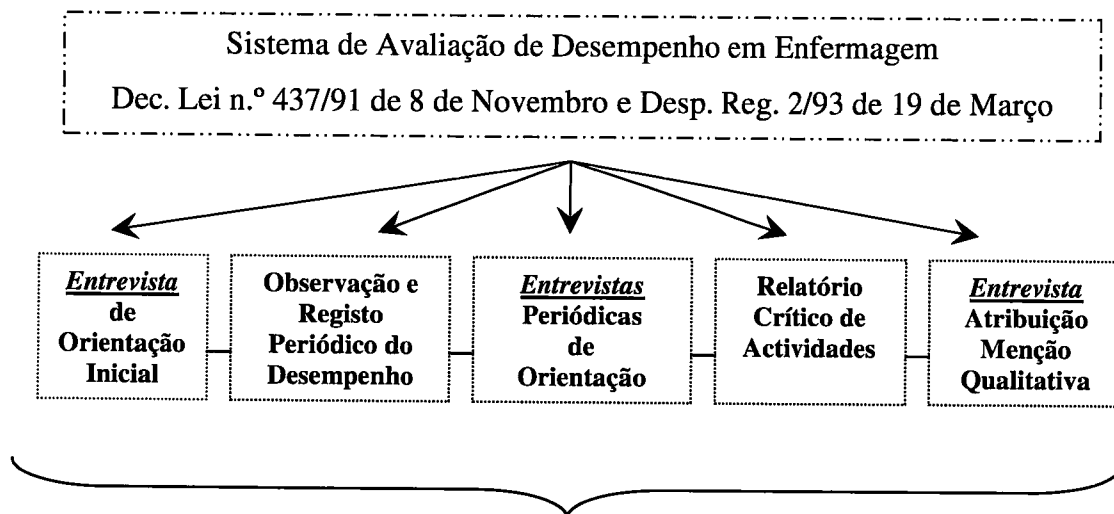 Sistema de Avaliação de Desempenho em Enfermagem
Dec. Lei n.º 437/91 de 8 de Novembro e Desp. Reg. 2/93 de 19 de Março
Entrevista
de
Orientação
Inicial
Observação e
Registo
Periódico do
Desempenho
Entrevistas
Periódicas
de
Orientação
Relatório
Crítico de
Actividades
Entrevista
Atribuição
Menção
Qualitativa